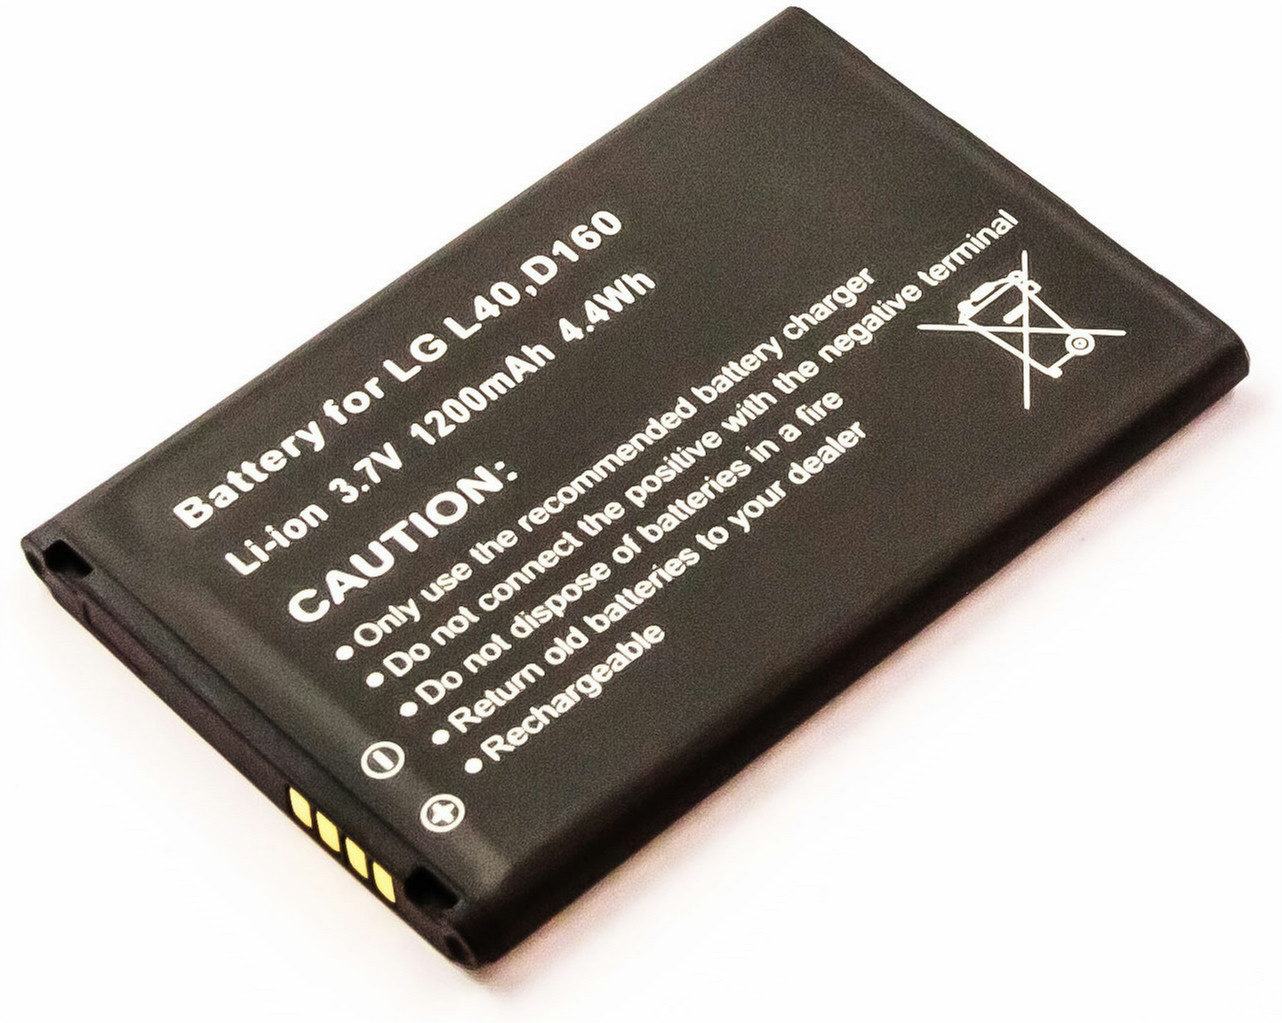 Battery for LG L40,D160
Li-ion 3.7V 1200mAh 4.4Wh
CAUTION:
•Only use the recommended battery charger
•Do not connect the positive with the negative terminal
•Do not dispose of batteries in a fire
•Return old batteries to your dealer
•Rechargeable